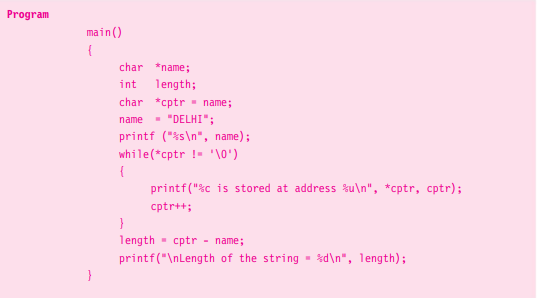 Program
main()
{
char *name;
int length;
char *cptr = name;
name = "DELHI";
printf ("%s\n", name);
while(*cptr != '\0')
{
printf("%c is stored at address %u\n", *cptr, cptr);
cptr++;
}
length = cptr - name;
printf("\nLength of the string = %d\n", length);
}